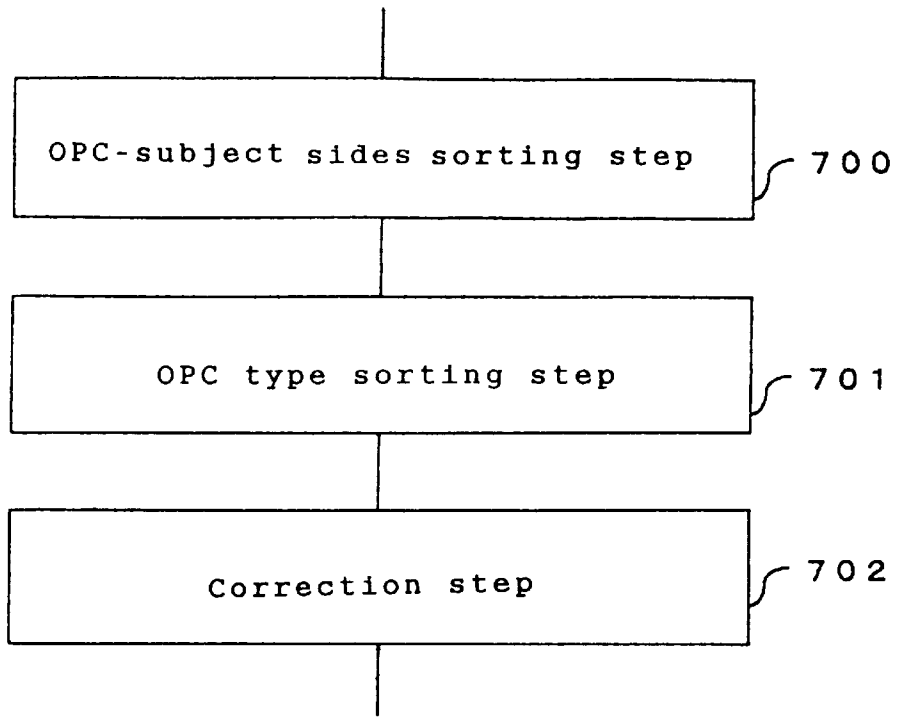 OPC-subject sides sorting step
700
OPC type sorting step
701
Correction step
702